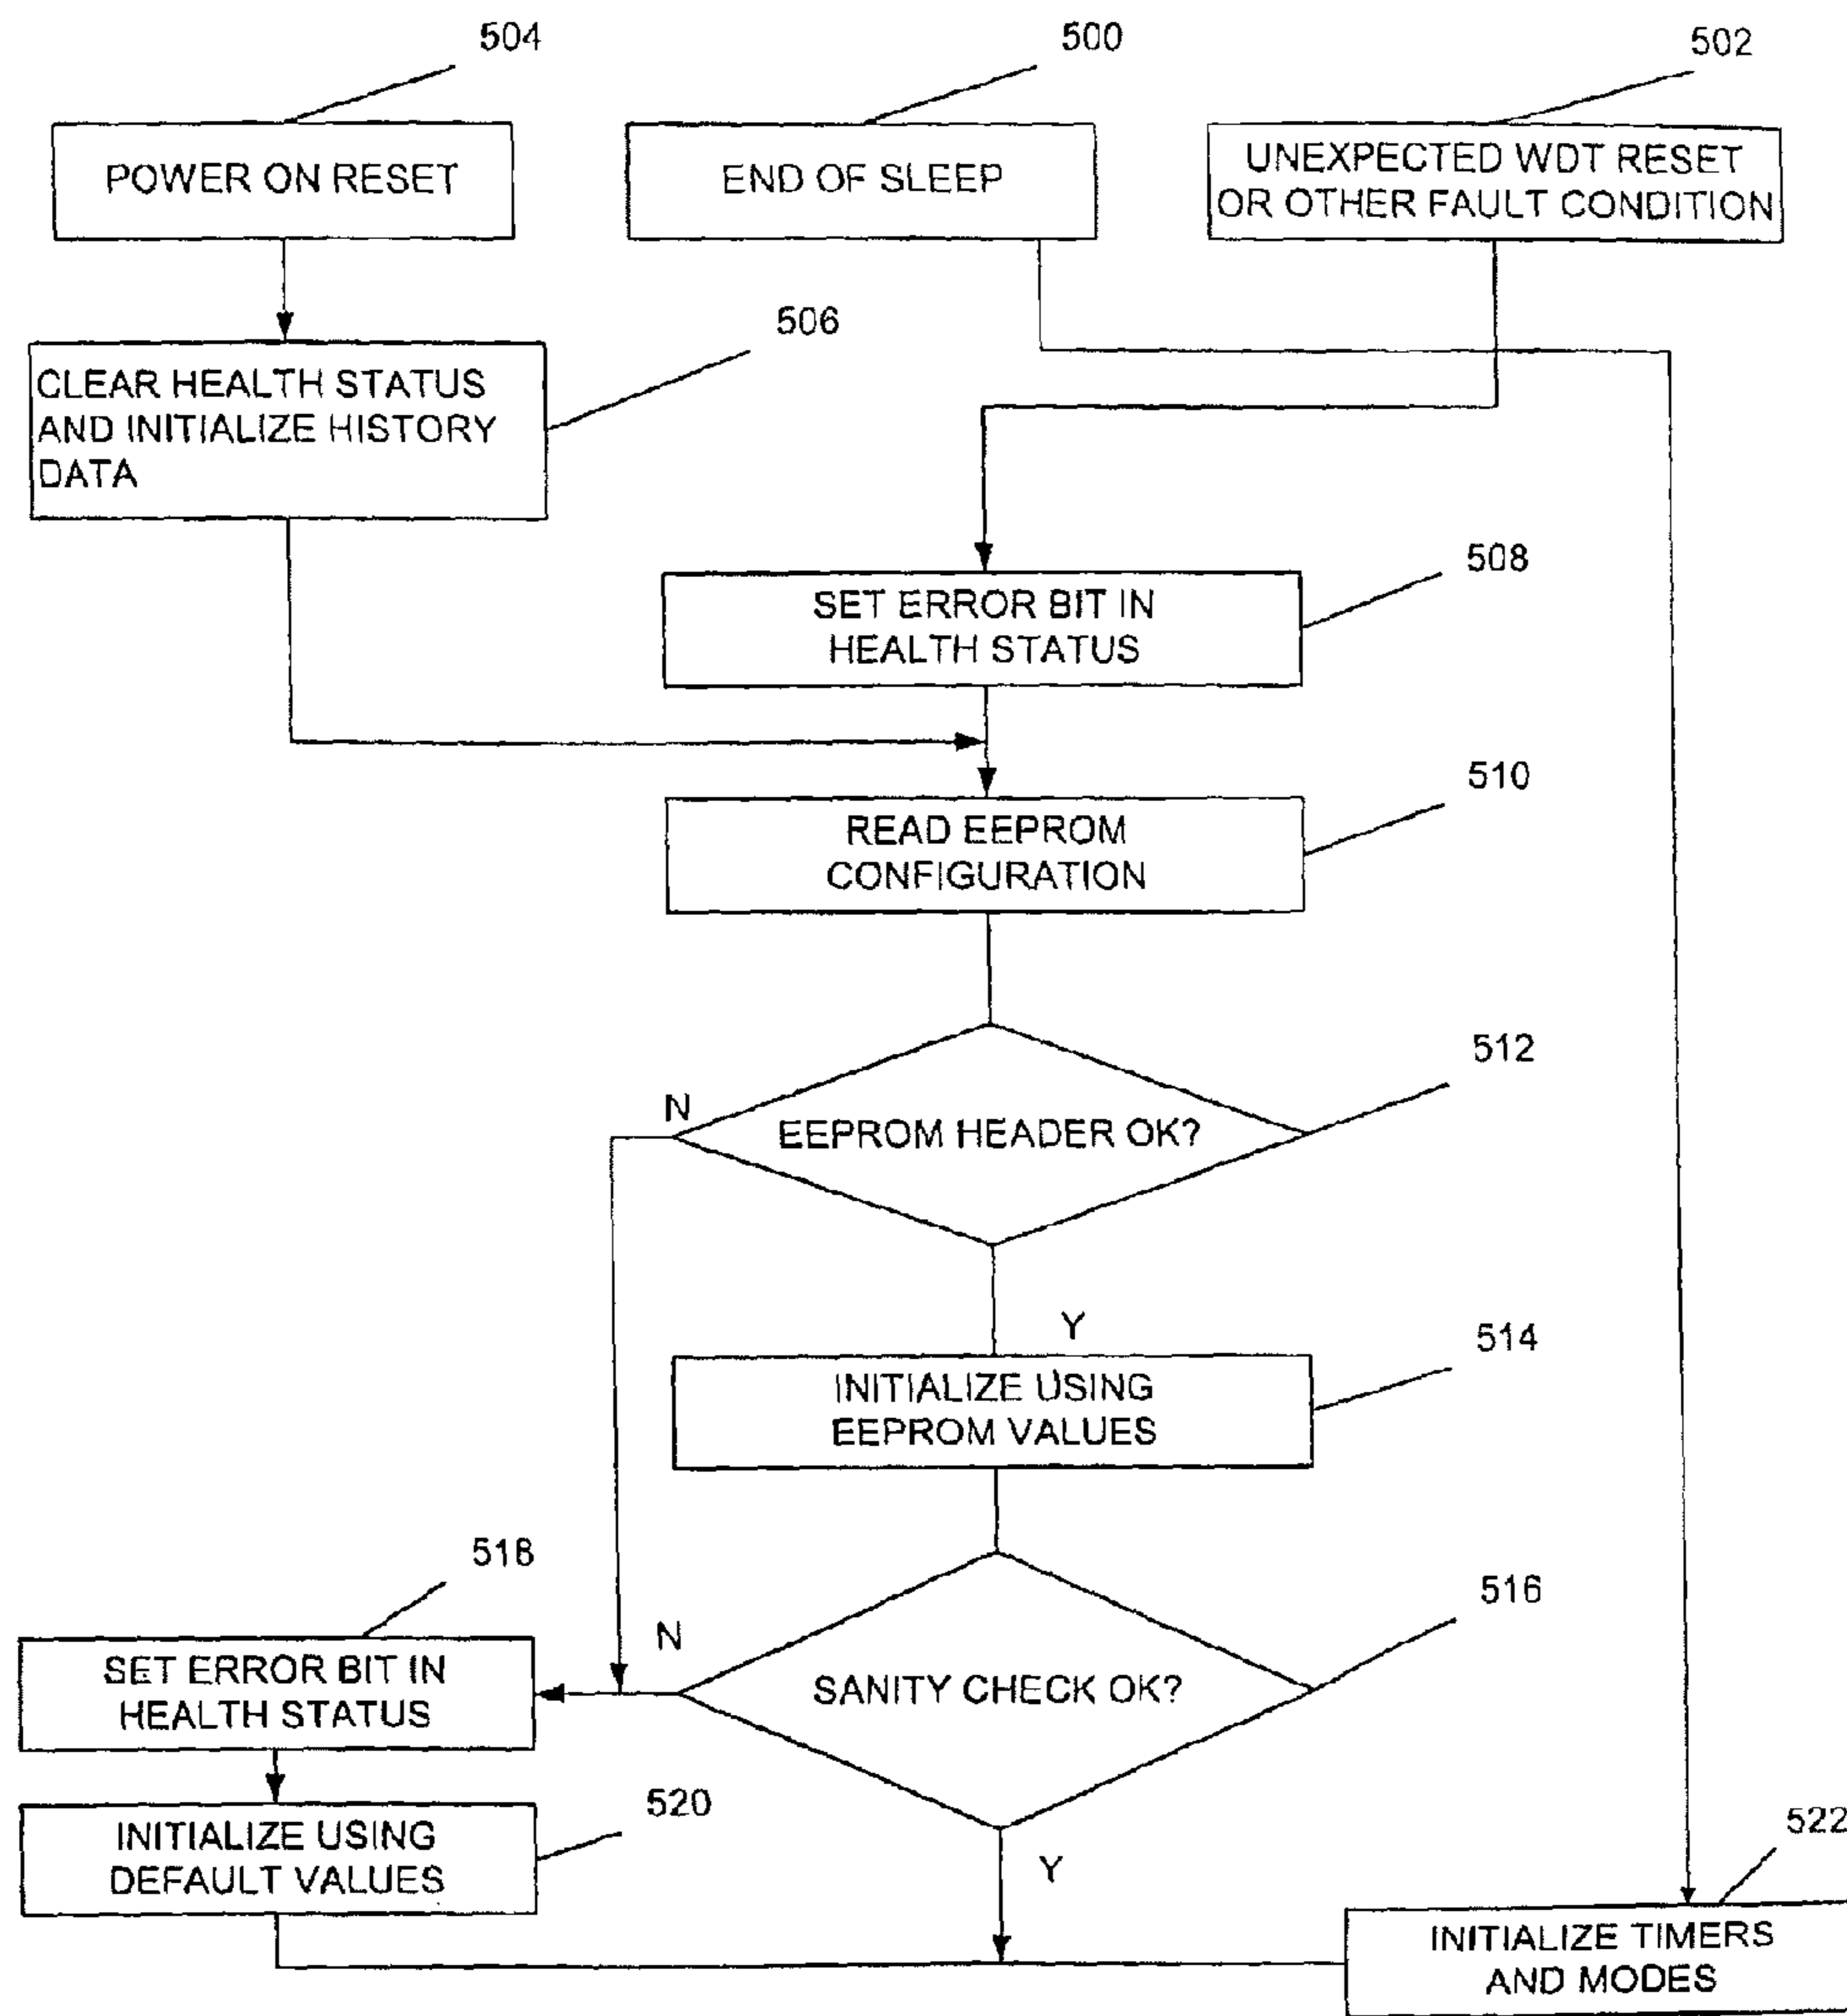 504
500
502
POWER ON RESET
END OF SLEEP
UNEXPECTED WDT RESET
OR OTHER FAULT CONDITION
506
CLEAR HEALTH STATUS
AND INITIALIZE HISTORY
DATA
508
SET ERROR BIT IN
HEALTH STATUS
510
READ EEPROM
CONFIGURATION
512
N
EEPROM HEADER OK?
Y
514
INITIALIZE USING
EEPROM VALUES
518
516
N
SET ERROR BIT IN
HEALTH STATUS
SANITY CHECK OK?
520
INITIALIZE USING
DEFAULT VALUES
522
Y
INITIALIZE TIMERS
AND MODES